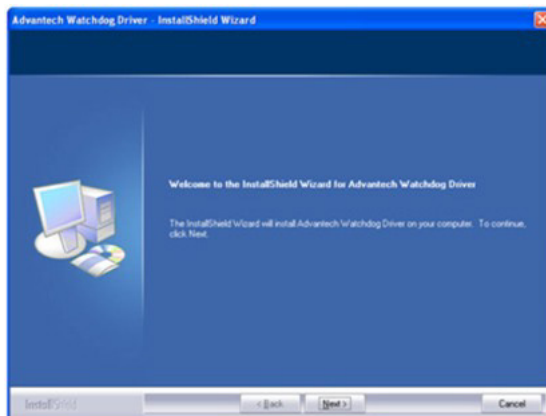 Advantech Watchdog Driver - InstallShield Wizard
Welcome to the InstallShield Wizard for Advantech Watchdog Driver
The InstallShield Wizard will install Advantech Watchdog Driver on your computer. To continue,
click Next.
InstallShield
< Back
Next >
Cancel